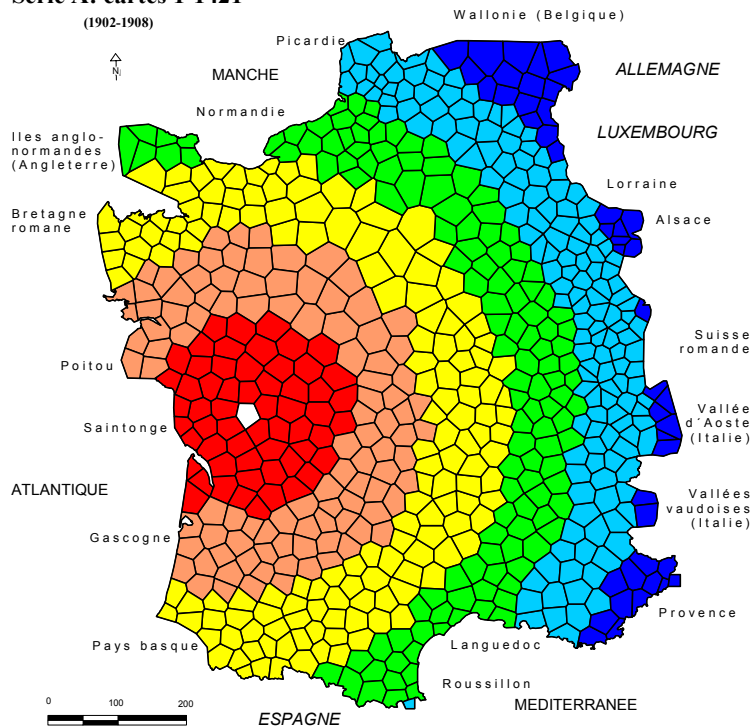 Série A: cartes 1-1421
(1902-1908)
Wallonie (Belgique)
Picardie
N
MANCHE
ALLEMAGNE
Normandie
LUXEMBOURG
Iles anglo-
normandes
(Angleterre)
Lorraine
Bretagne
romane
Alsace
Suisse
romande
Poitou
Vallée
d´Aoste
(Italie)
Saintonge
ATLANTIQUE
Vallées
vaudoises
(Italie)
Gascogne
Provence
Pays basque
Languedoc
Roussillon
MEDITERRANEE
0 100 200
ESPAGNE